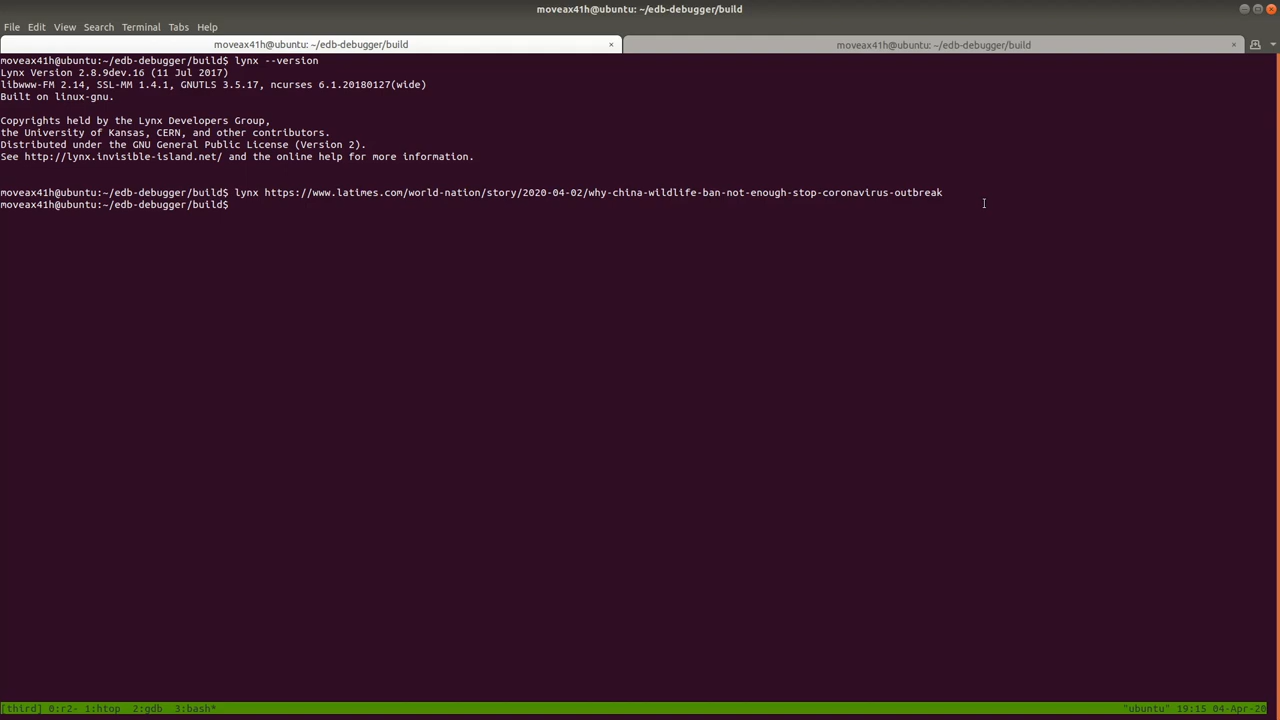 moveax41h@ubuntu: ~/edb-debugger/build
File Edit View Search Terminal Tabs Help
moveax41h@ubuntu: ~/edb-debugger/build × moveax41h@ubuntu: ~/edb-debugger/build ×
moveax41h@ubuntu:~/edb-debugger/build$ lynx --version
Lynx Version 2.8.9dev.16 (11 Jul 2017)
libwww-FM 2.14, SSL-MM 1.4.1, GNUTLS 3.5.17, ncurses 6.1.20180127(wide)
Built on linux-gnu.
Copyrights held by the Lynx Developers Group,
the University of Kansas, CERN, and other contributors.
Distributed under the GNU General Public License (Version 2).
See http://lynx.invisible-island.net/ and the online help for more information.
moveax41h@ubuntu:~/edb-debugger/build$ lynx https://www.latimes.com/world-nation/story/2020-04-02/why-china-wildlife-ban-not-enough-stop-coronavirus-outbreak
moveax41h@ubuntu:~/edb-debugger/build$
[third] 0:r2- 1:htop 2:gdb 3:bash* "ubuntu" 19:15 04-Apr-20